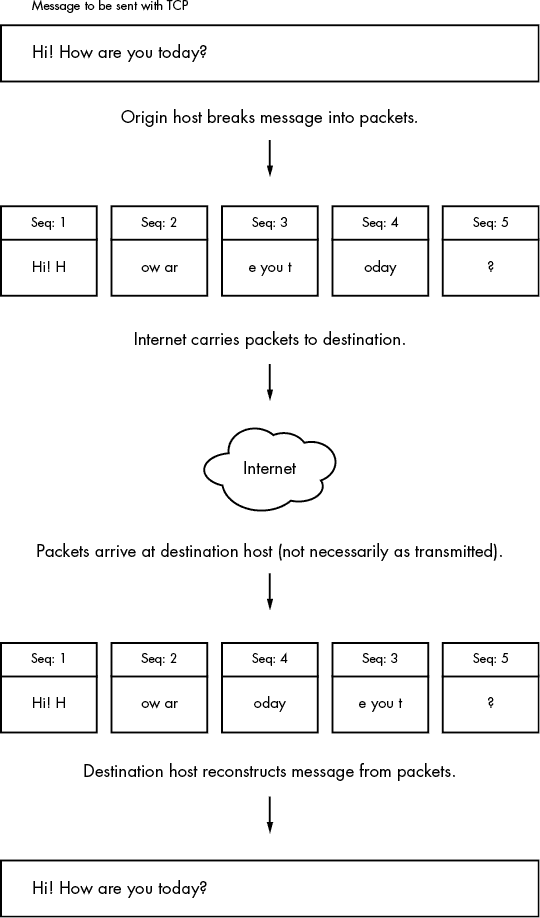 Message to be sent with TCP
Hi! How are you today?
Origin host breaks message into packets.
Seq: 1 Seq: 2 Seq: 3 Seq: 4 Seq: 5
Hi! H ow ar e you t oday ?
Internet carries packets to destination.
Internet
Packets arrive at destination host (not necessarily as transmitted).
Seq: 1 Seq: 2 Seq: 4 Seq: 3 Seq: 5
Hi! H ow ar oday e you t ?
Destination host reconstructs message from packets.
Hi! How are you today?